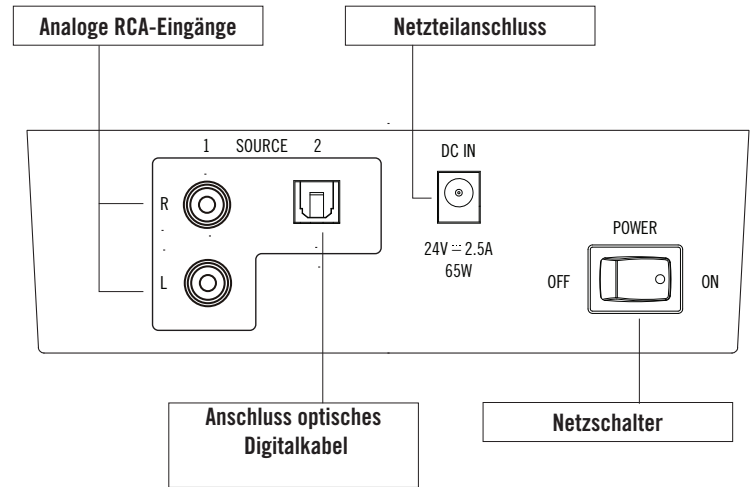 Analoge RCA-Eingänge
Netzteilanschluss
1 SOURCE 2
DC IN
R
L
24V ⎓ 2.5A
65W
POWER
OFF
ON
Anschluss optisches
Digitalkabel
Netzschalter